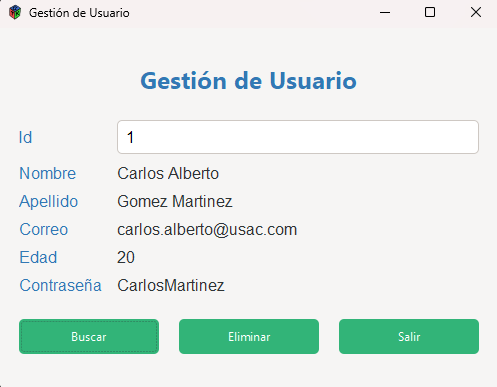 Gestión de Usuario
Gestión de Usuario
Id 1
Nombre Carlos Alberto
Apellido Gomez Martinez
Correo carlos.alberto@usac.com
Edad 20
Contraseña CarlosMartinez
Buscar Eliminar Salir